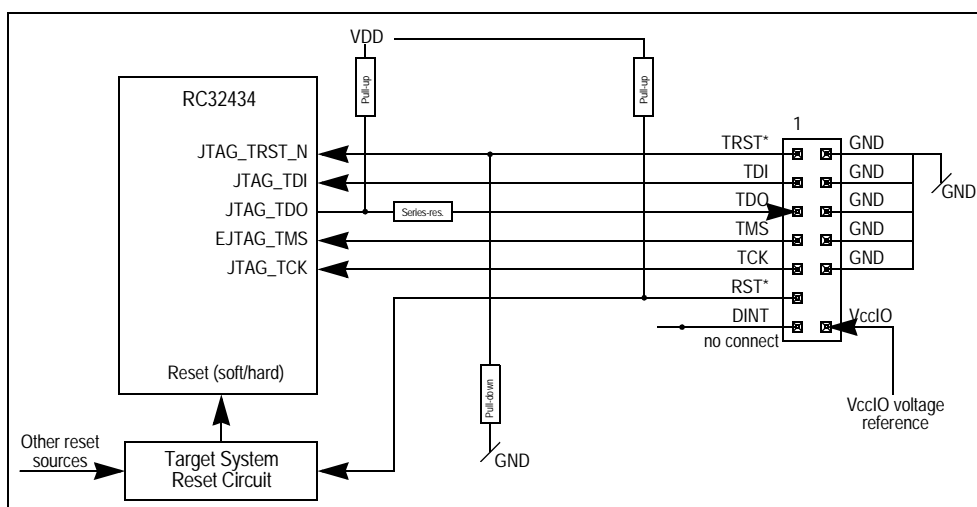 VDD
Pull-up
Pull-up
RC32434
1
JTAG_TRST_N
TRST*
GND
JTAG_TDI
TDI
GND
GND
JTAG_TDO
Series-res.
TDO
GND
EJTAG_TMS
TMS
GND
JTAG_TCK
TCK
GND
RST*
DINT
VccIO
no connect
Reset (soft/hard)
Pull-down
VccIO voltage
reference
Other reset
sources
Target System
Reset Circuit
GND